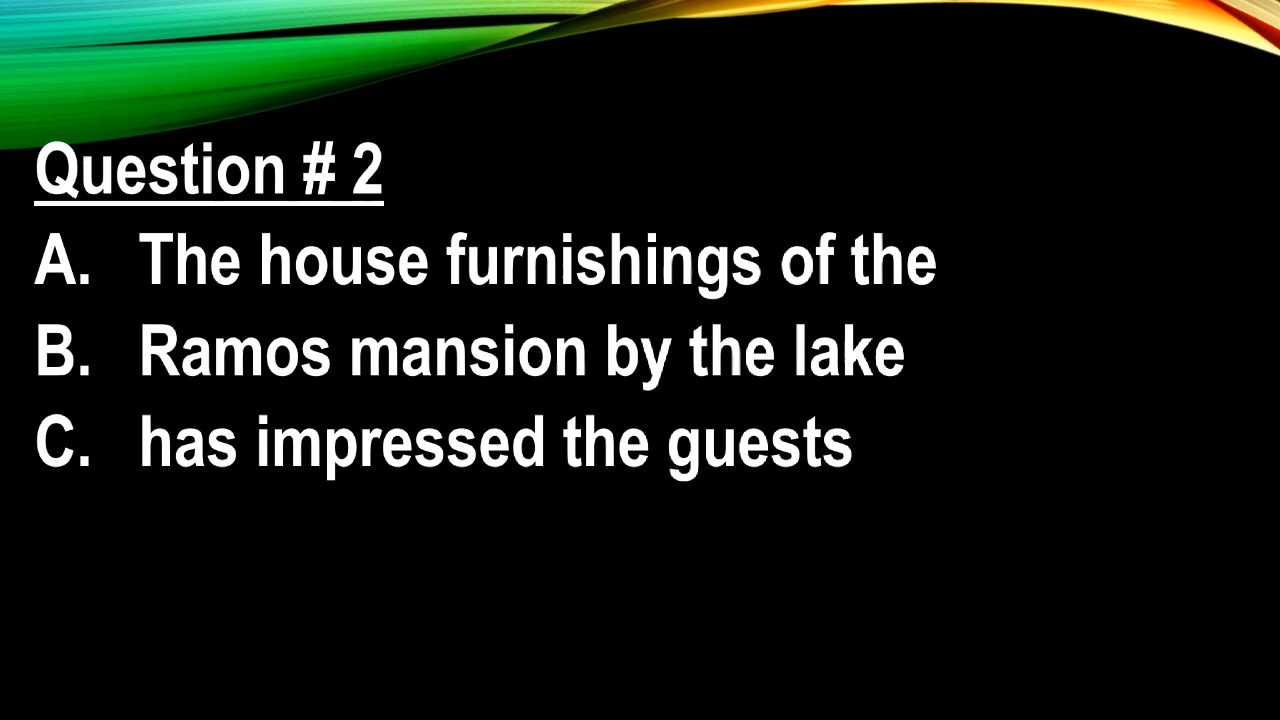 Question # 2
A. The house furnishings of the
B. Ramos mansion by the lake
C. has impressed the guests